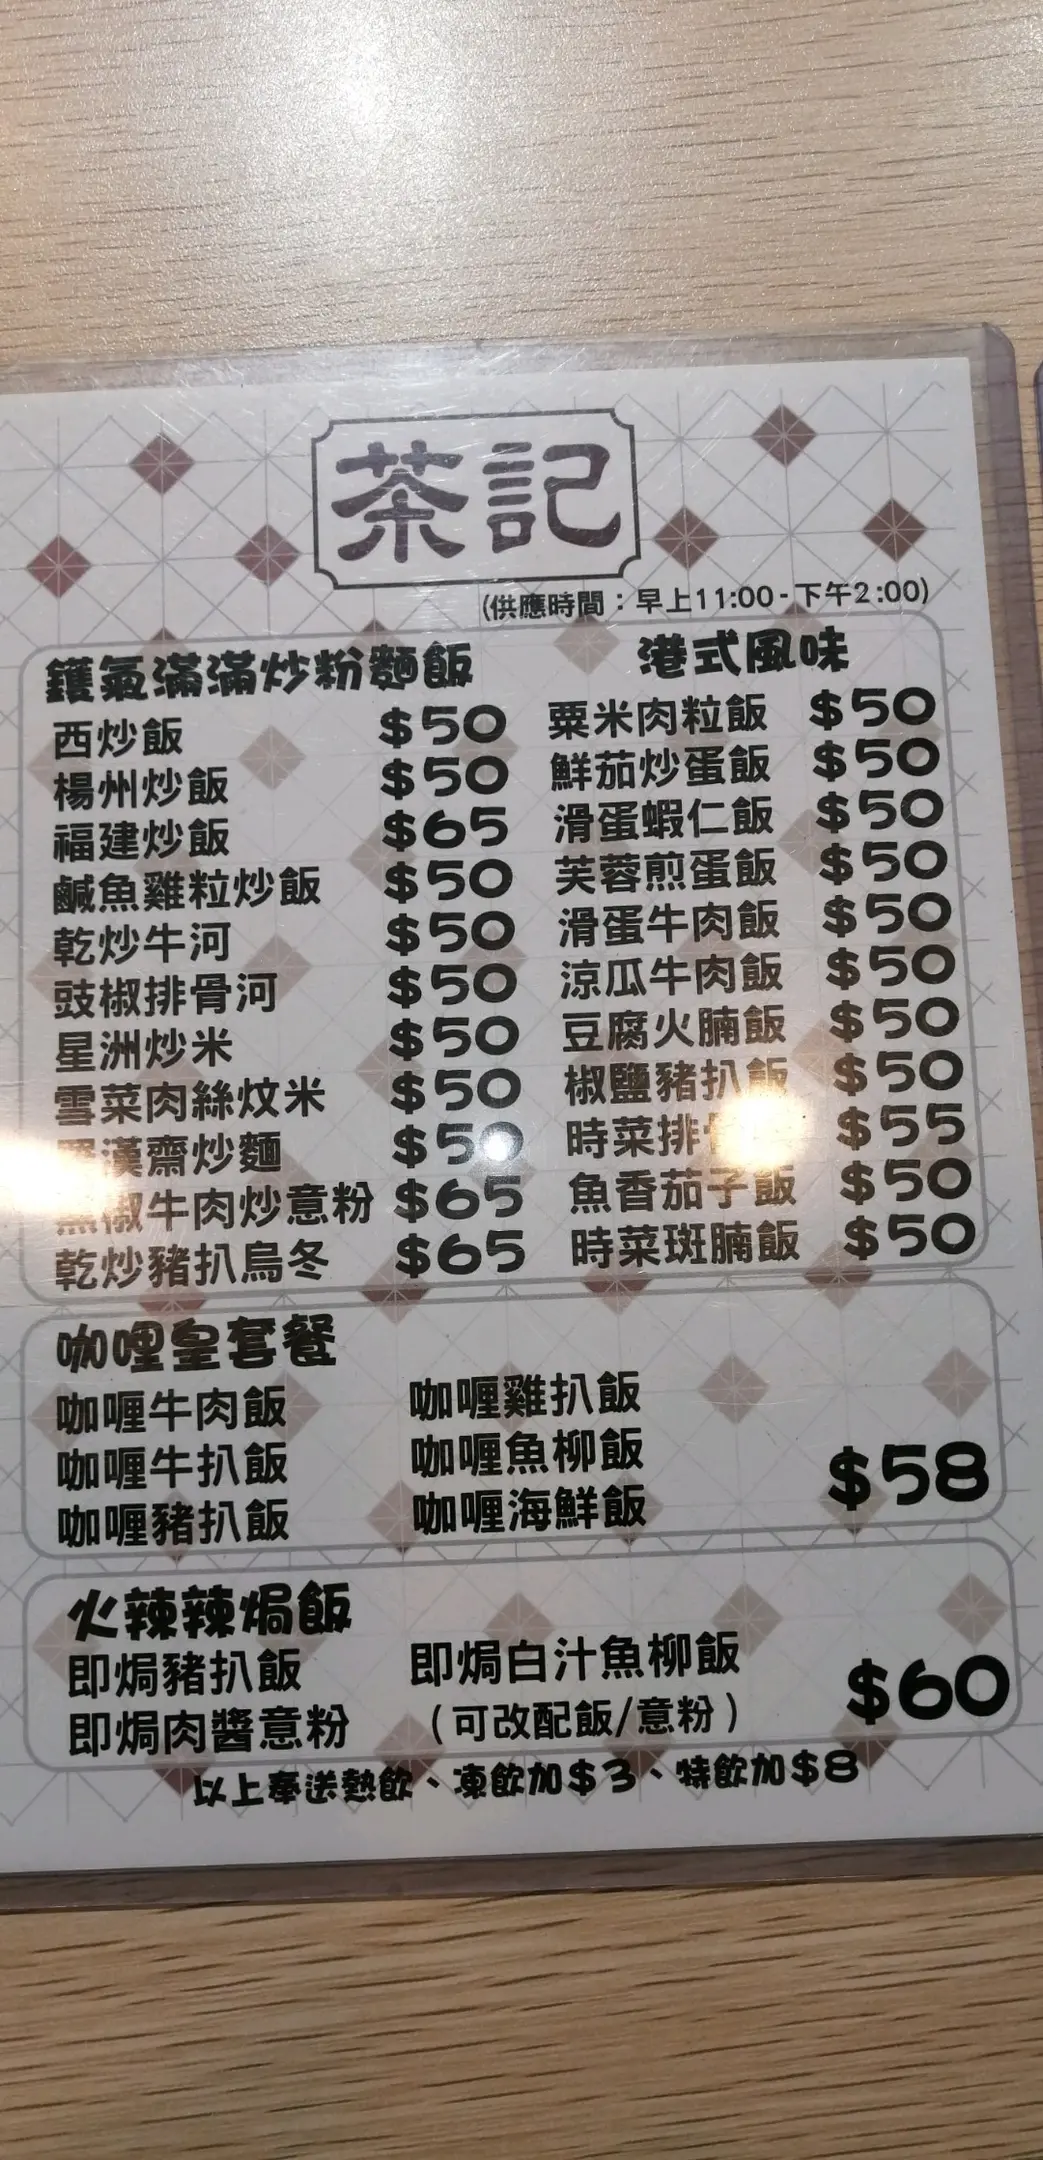 茶記
(供應時間：早上11:00-下午2:00)
鑊氣滿滿炒粉麵飯
西炒飯 $50
楊州炒飯 $50
福建炒飯 $65
鹹魚雞粒炒飯 $50
乾炒牛河 $50
豉椒排骨河 $50
星洲炒米 $50
雪菜肉絲炆米 $50
漢齋炒麵 $50
椒牛肉炒意粉 $65
乾炒豬扒烏冬 $65
港式風味
粟米肉粒飯 $50
鮮茄炒蛋飯 $50
滑蛋蝦仁飯 $50
芙蓉煎蛋飯 $50
滑蛋牛肉飯 $50
涼瓜牛肉飯 $50
豆腐火腩飯 $50
椒鹽豬扒飯 $50
時菜排 $55
魚香茄子飯 $50
時菜斑腩飯 $50
咖哩皇套餐
咖喱牛肉飯 咖喱雞扒飯
咖喱牛扒飯 咖喱魚柳飯
咖喱豬扒飯 咖喱海鮮飯
$58
火辣辣焗飯
即焗豬扒飯 即焗白汁魚柳飯
即焗肉醬意粉 (可改配飯/意粉)
$60
以上奉送熱飲、凍飲加$3、特飲加$8